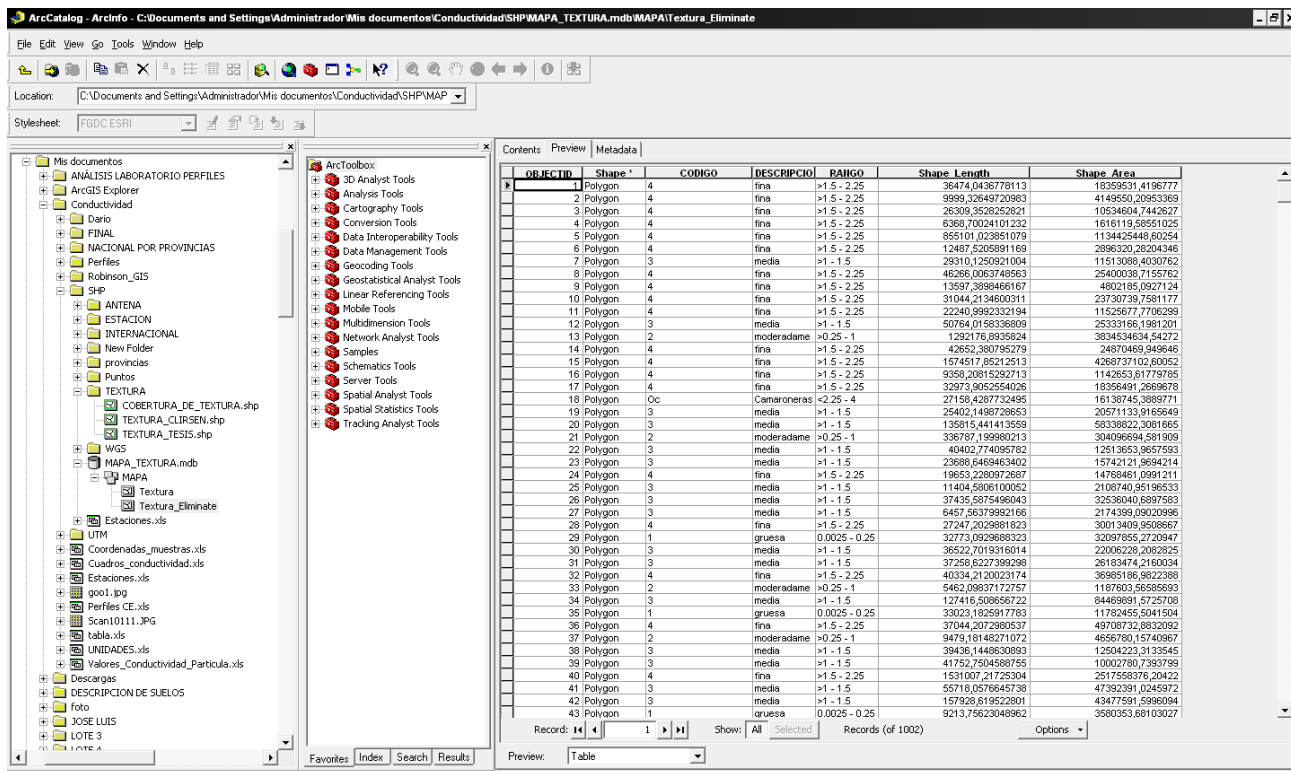 ArcCatalog - ArcInfo - C:\Documents and Settings\Administrador\Mis documentos\Conductividad\SHP\MAPA_TEXTURA.mdb\MAPA\Textura_Eliminate
File Edit View Go Tools Window Help
Location: C:\Documents and Settings\Administrador\Mis documentos\Conductividad\SHP\MAP
Stylesheet: FGDC ESRI
Mis documentos
ANÁLISIS LABORATORIO PERFILES
ArcGIS Explorer
Conductividad
Dario
FINAL
NACIONAL POR PROVINCIAS
Perfiles
Robinson_GIS
SHP
ANTENA
ESTACION
INTERNACIONAL
New Folder
provincias
Puntos
TEXTURA
COBERTURA_DE_TEXTURA.shp
TEXTURA_CLIRSEN.shp
TEXTURA_TESIS.shp
WGS
MAPA_TEXTURA.mdb
MAPA
Textura
Textura_Eliminate
Estaciones.xls
UTM
Coordenadas_muestras.xls
Cuadros_conductividad.xls
Estaciones.xls
goo1.jpg
Perfiles CE.xls
Scan10111.JPG
tabla.xls
UNIDADES.xls
Valores_Conductividad_Particula.xls
Descargas
DESCRIPCION DE SUELOS
foto
JOSE LUIS
LOTE 3
LOTE 4
ArcToolbox
3D Analyst Tools
Analysis Tools
Cartography Tools
Conversion Tools
Data Interoperability Tools
Data Management Tools
Geocoding Tools
Geostatistical Analyst Tools
Linear Referencing Tools
Mobile Tools
Multidimension Tools
Network Analyst Tools
Samples
Schematics Tools
Server Tools
Spatial Analyst Tools
Spatial Statistics Tools
Tracking Analyst Tools
Favorites Index Search Results
Contents Preview Metadata
OBJECTID Shape * CODIGO DESCRIPCIO RANGO Shape_Length Shape_Area
1 Polygon 4 fina >1.5 - 2.25 36474,0436778113 18359531,4196777
2 Polygon 4 fina >1.5 - 2.25 9999,32649720983 4149550,20953369
3 Polygon 4 fina >1.5 - 2.25 26309,3528252821 10534604,7442627
4 Polygon 4 fina >1.5 - 2.25 6368,70024101232 1616119,58551025
5 Polygon 4 fina >1.5 - 2.25 855101,023851079 1134425448,60254
6 Polygon 4 fina >1.5 - 2.25 12487,5205891169 2896320,28204346
7 Polygon 3 media >1 - 1.5 29310,1250921004 11513088,4030762
8 Polygon 4 fina >1.5 - 2.25 46266,0063748563 25400038,7155762
9 Polygon 4 fina >1.5 - 2.25 13597,3898466167 4802185,0927124
10 Polygon 4 fina >1.5 - 2.25 31044,2134600311 23730739,7581177
11 Polygon 4 fina >1.5 - 2.25 22240,9992332194 11525677,7706299
12 Polygon 3 media >1 - 1.5 50764,0158336809 25333166,1981201
13 Polygon 2 moderadame >0.25 - 1 1292176,8935824 3834534634,54272
14 Polygon 4 fina >1.5 - 2.25 42652,380795279 24870469,949646
15 Polygon 4 fina >1.5 - 2.25 1574517,85212513 4268737102,60052
16 Polygon 4 fina >1.5 - 2.25 9358,20815292713 1142653,61779785
17 Polygon 4 fina >1.5 - 2.25 32973,9052554026 18356491,2669678
18 Polygon Oc Camaroneras <2.25 - 4 27158,4287732495 16138745,3889771
19 Polygon 3 media >1 - 1.5 25402,1498728653 20571133,9165649
20 Polygon 3 media >1 - 1.5 135815,441413559 58338822,3081665
21 Polygon 2 moderadame >0.25 - 1 336787,199980213 304096694,581909
22 Polygon 3 media >1 - 1.5 40402,774095782 12513653,9657593
23 Polygon 3 media >1 - 1.5 23688,6469463402 15742121,9694214
24 Polygon 4 fina >1.5 - 2.25 19653,2280972687 14768461,0991211
25 Polygon 3 media >1 - 1.5 11404,5806100052 2108740,95196533
26 Polygon 3 media >1 - 1.5 37435,5875496043 32536040,6897583
27 Polygon 3 media >1 - 1.5 6457,56379992166 2174399,09020996
28 Polygon 4 fina >1.5 - 2.25 27247,2029881823 30013409,9508667
29 Polygon 1 gruesa 0.0025 - 0.25 32773,0929688323 32097855,2720947
30 Polygon 3 media >1 - 1.5 36522,7019316014 22006228,2082825
31 Polygon 3 media >1 - 1.5 37258,6227399298 26183474,2160034
32 Polygon 4 fina >1.5 - 2.25 40334,2120023174 36985186,9822388
33 Polygon 2 moderadame >0.25 - 1 5462,09837172757 1187603,56585693
34 Polygon 3 media >1 - 1.5 127416,508656722 84469891,5725708
35 Polygon 1 gruesa 0.0025 - 0.25 33023,1825917783 11782455,5041504
36 Polygon 4 fina >1.5 - 2.25 37044,2072980537 49708732,8832092
37 Polygon 2 moderadame >0.25 - 1 9479,18148271072 4656780,15740967
38 Polygon 3 media >1 - 1.5 39436,1448630893 12504223,3133545
39 Polygon 3 media >1 - 1.5 41752,7504588755 10002780,7393799
40 Polygon 4 fina >1.5 - 2.25 1531007,21725304 2517558376,20422
41 Polygon 3 media >1 - 1.5 55718,0576645738 47392391,0245972
42 Polygon 3 media >1 - 1.5 157928,619522801 43477591,5996094
43 Polygon 1 gruesa 0.0025 - 0.25 9213,75623048962 3580353,68103027
Record: 1 Show: All Selected Records (of 1002) Options
Preview: Table